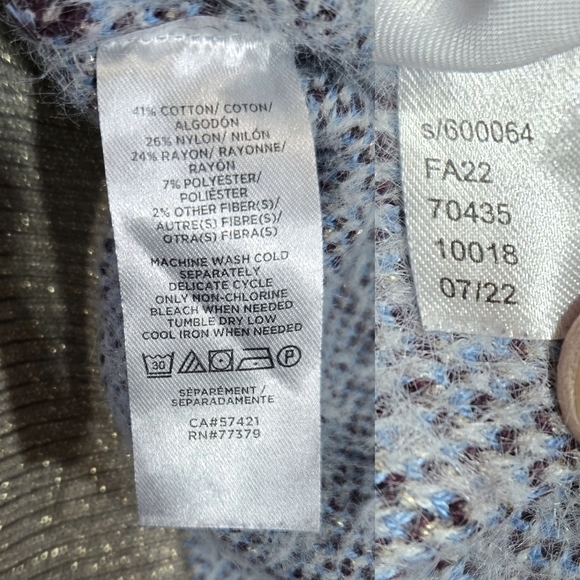 41% COTTON/ COTON/
ALGODÓN
26% NYLON/ NILÓN/
24% RAYON/ RAYONNE/
RAYÓN
7% POLYESTER/
POLIÉSTER
2% OTHER FIBER(S)/
AUTRE(S) FIBRE(S)/
OTRA(S) FIBRA(S)
MACHINE WASH COLD
SEPARATELY
DELICATE CYCLE
ONLY NON-CHLORINE
BLEACH WHEN NEEDED
TUMBLE DRY LOW
COOL IRON WHEN NEEDED
30 P
SÉPARÉMENT /
SEPARADAMENTE
CA#57421
RN#77379
s/600064
FA22
70435
10018
07/22